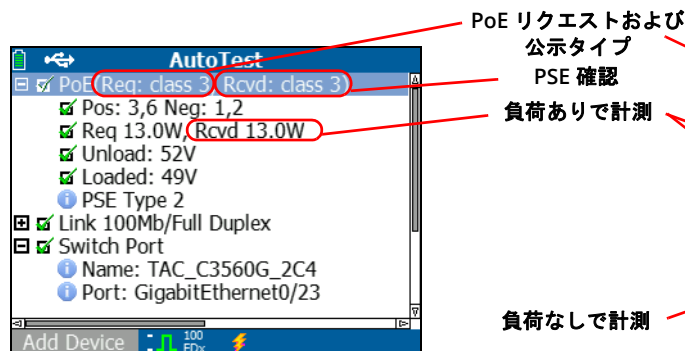 PoE リクエストおよび
公示タイプ
PSE 確認
負荷ありで計測
負荷なしで計測
AutoTest
PoE (Req: class 3, Rcvd: class 3)
Pos: 3,6 Neg: 1,2
Req 13.0W, Rcvd 13.0W
Unload: 52V
Loaded: 49V
PSE Type 2
Link 100Mb/Full Duplex
Switch Port
Name: TAC_C3560G_2C4
Port: GigabitEthernet0/23
Add Device
100
FDx